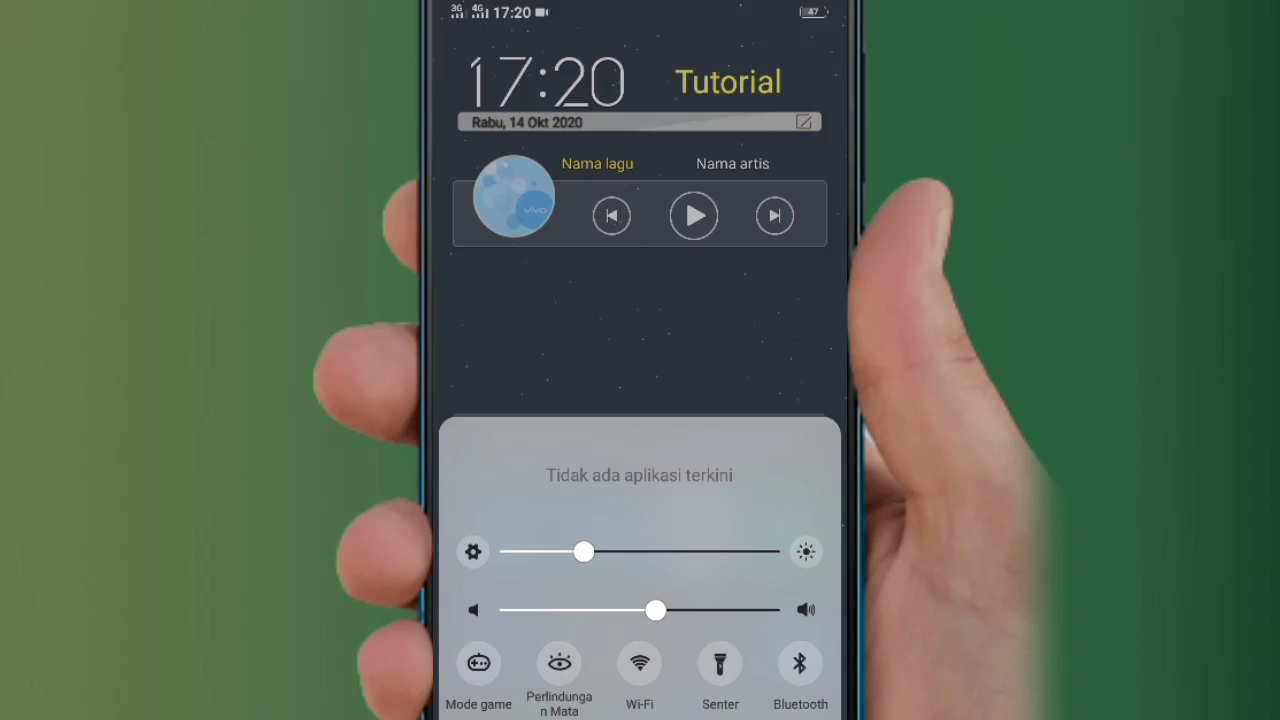 3G 4G 17:20 47
17:20 Tutorial
Rabu, 14 Okt 2020
Nama lagu Nama artis
vivo
Tidak ada aplikasi terkini
Mode game Perlindunga
n Mata Wi-Fi Senter Bluetooth